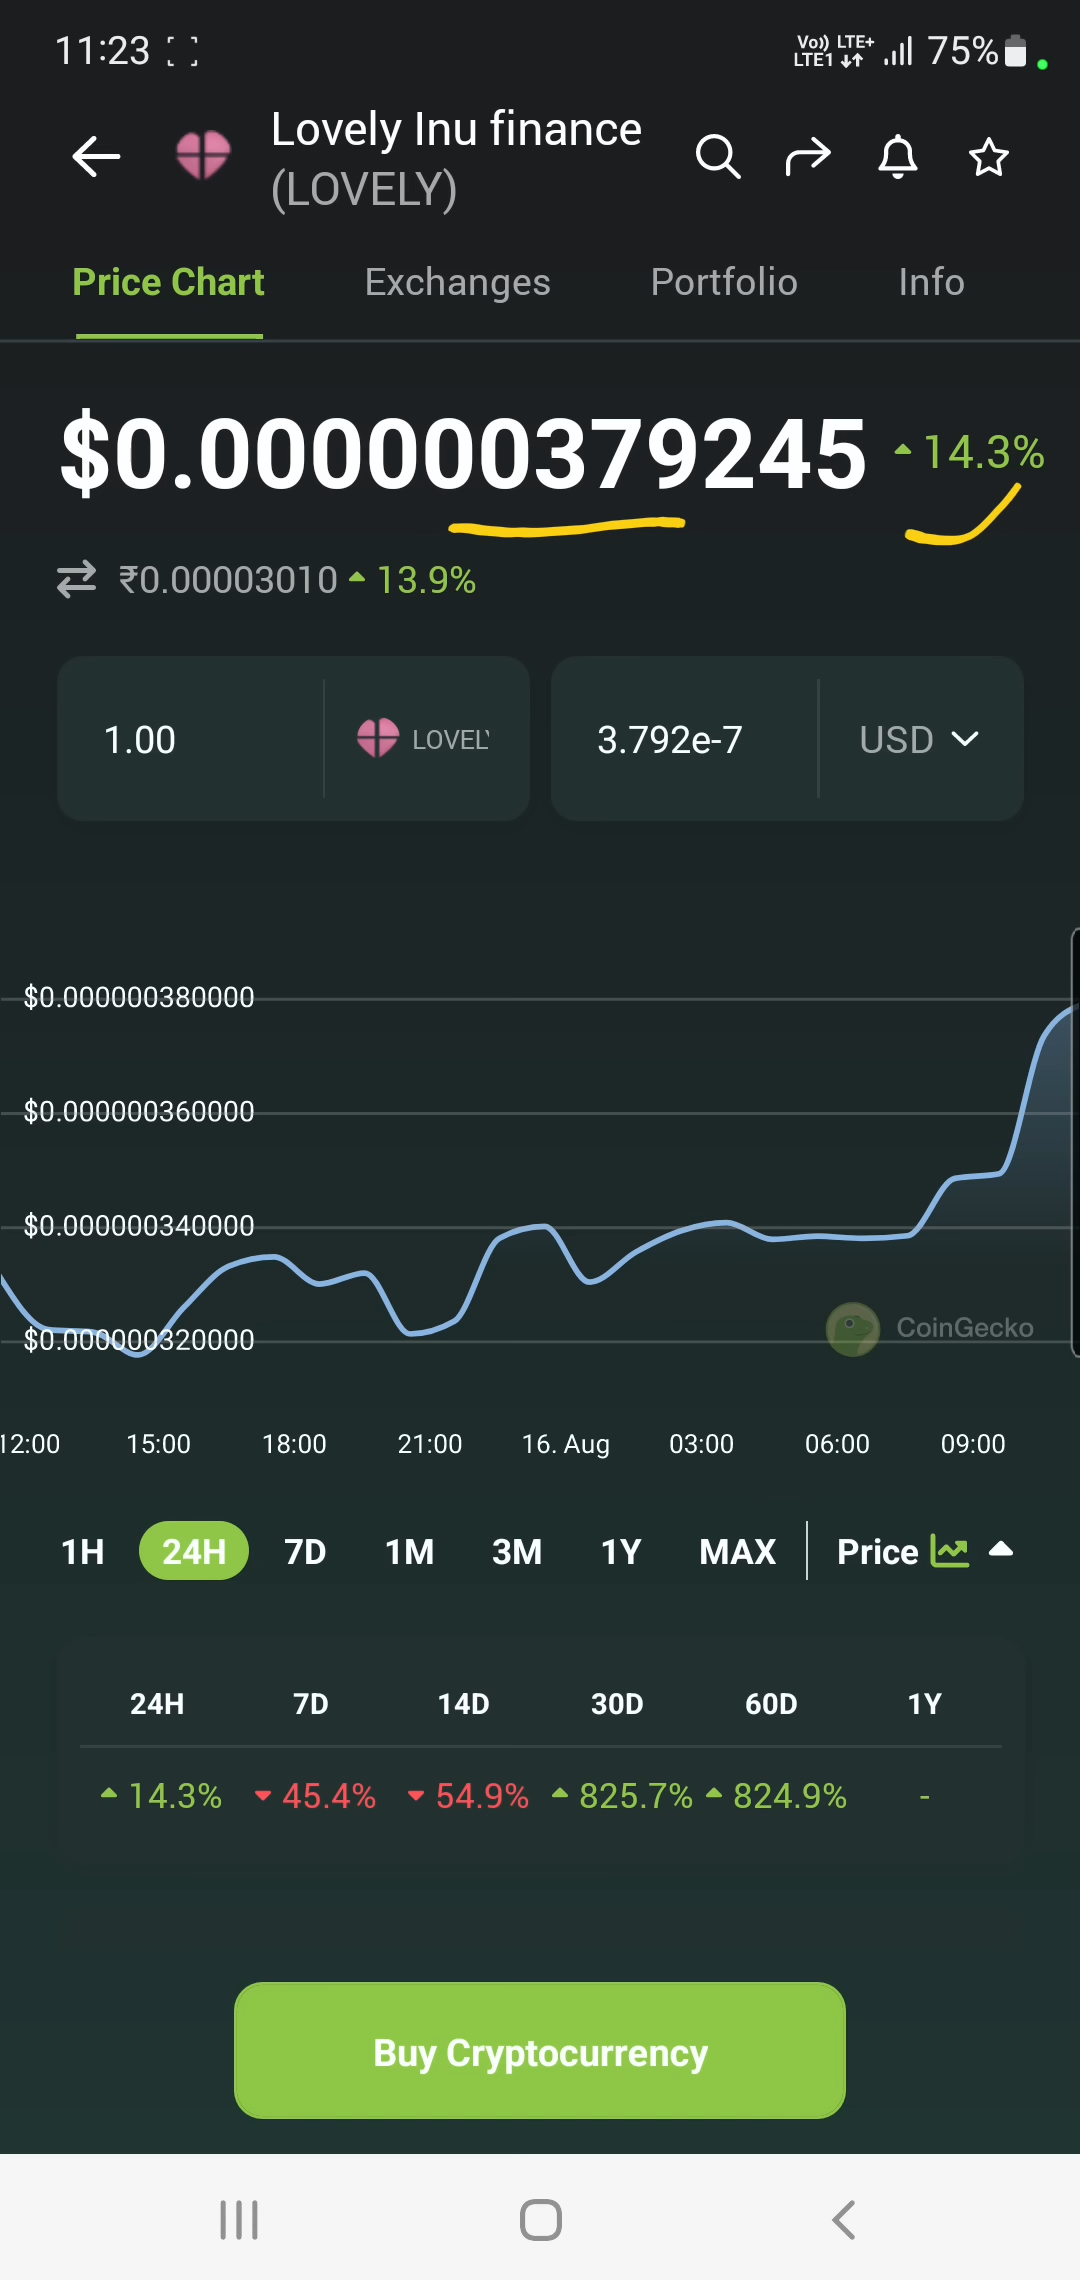 11:23
Vo)) LTE+
LTE1
75%
Lovely Inu finance
(LOVELY)
Price Chart Exchanges Portfolio Info
$0.000000379245 14.3%
₹0.00003010 13.9%
1.00 LOVELY 3.792e-7 USD
$0.000000380000
$0.000000360000
$0.000000340000
$0.000000320000
CoinGecko
12:00 15:00 18:00 21:00 16. Aug 03:00 06:00 09:00
1H 24H 7D 1M 3M 1Y MAX Price
24H 7D 14D 30D 60D 1Y
14.3% 45.4% 54.9% 825.7% 824.9% -
Buy Cryptocurrency